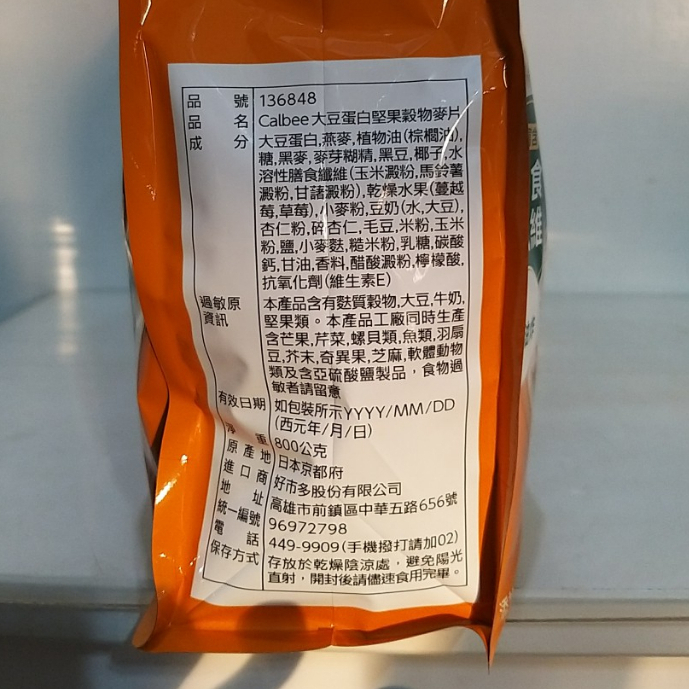 品號 136848
品名 Calbee大豆蛋白堅果穀物麥片
成分 大豆蛋白,燕麥,植物油(棕櫚油),
糖,黑麥,麥芽糊精,黑豆,椰子,水
溶性膳食纖維(玉米澱粉,馬鈴薯
澱粉,甘藷澱粉),乾燥水果(蔓越
莓,草莓),小麥粉,豆奶(水,大豆),
杏仁粉,碎杏仁,毛豆,米粉,玉米
粉,鹽,小麥麩,糙米粉,乳糖,碳酸
鈣,甘油,香料,醋酸澱粉,檸檬酸,
抗氧化劑(維生素E)
過敏原 本產品含有麩質穀物,大豆,牛奶,
資訊 堅果類。本產品工廠同時生產
含芒果,芹菜,螺貝類,魚類,羽扇
豆,芥末,奇異果,芝麻,軟體動物
類及含亞硫酸鹽製品，食物過
敏者請留意
有效日期 如包裝所示YYYY/MM/DD
(西元年/月/日)
淨重 800公克
原產地 日本京都府
進口商 好市多股份有限公司
地址 高雄市前鎮區中華五路656號
統一編號 96972798
電話 449-9909(手機撥打請加02)
保存方式 存放於乾燥陰涼處，避免陽光
直射，開封後請儘速食用完畢。
食
維